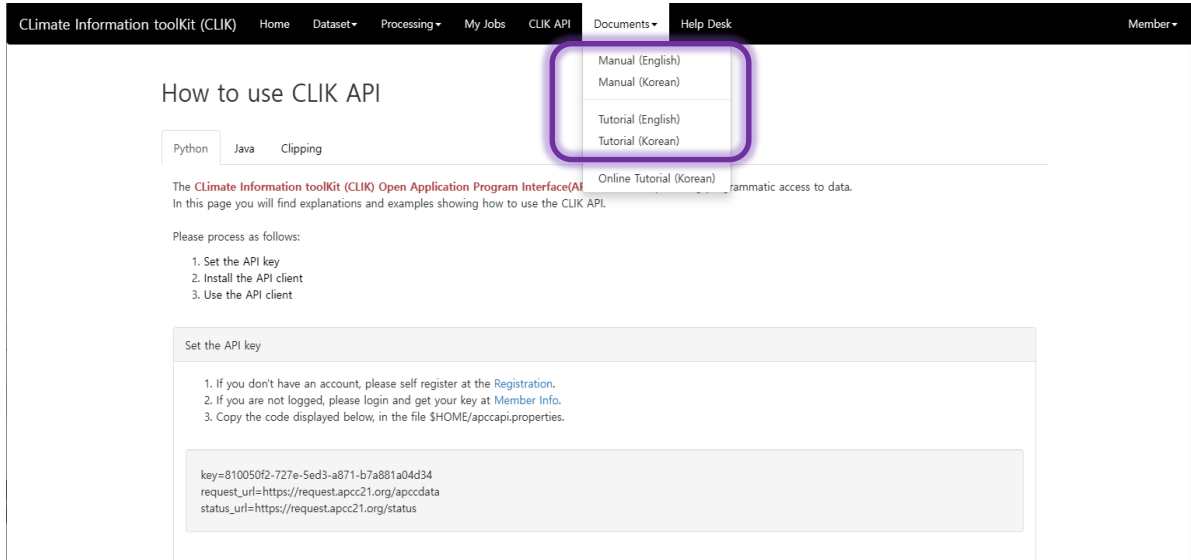 CLimate Information toolKit (CLIK) Home Dataset Processing My Jobs CLIK API Documents Help Desk Member
Manual (English)
Manual (Korean)
Tutorial (English)
Tutorial (Korean)
Online Tutorial (Korean)
How to use CLIK API
Python Java Clipping
The CLimate Information toolKit (CLIK) Open Application Program Interface(AP programmatic access to data.
In this page you will find explanations and examples showing how to use the CLIK API.
Please process as follows:
1. Set the API key
2. Install the API client
3. Use the API client
Set the API key
1. If you don't have an account, please self register at the Registration.
2. If you are not logged, please login and get your key at Member Info.
3. Copy the code displayed below, in the file $HOME/apccapi.properties.
key=810050f2-727e-5ed3-a871-b7a881a04d34
request_url=https://request.apcc21.org/apccdata
status_url=https://request.apcc21.org/status